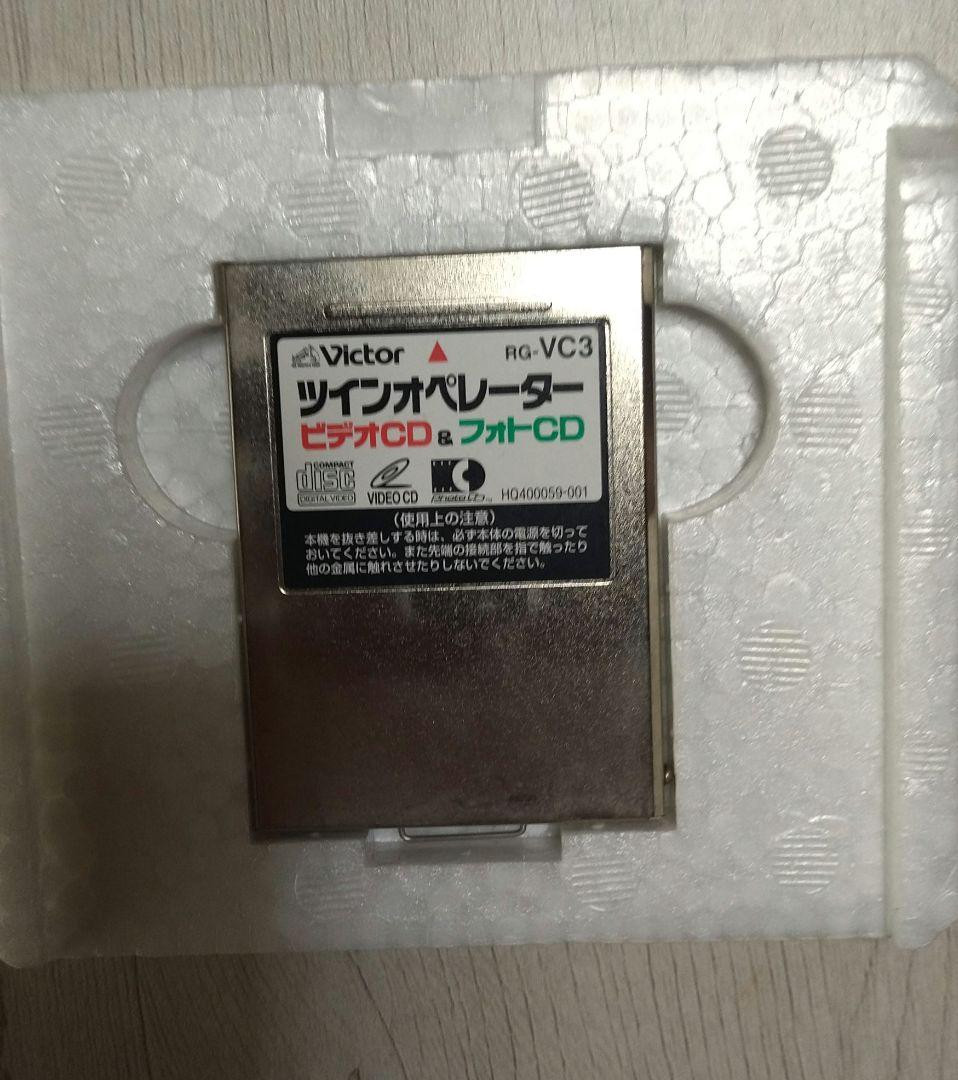 Victor RG-VC3
ツインオペレーター
ビデオCD & フォトCD
COMPACT
disc
DIGITAL VIDEO
VIDEO CD
Photo CD
HQ400059-001
(使用上の注意)
本機を抜き差しする時は、必ず本体の電源を切って
おいてください。また先端の接続部を指で触ったり
他の金属に触れさせたりしないでください。